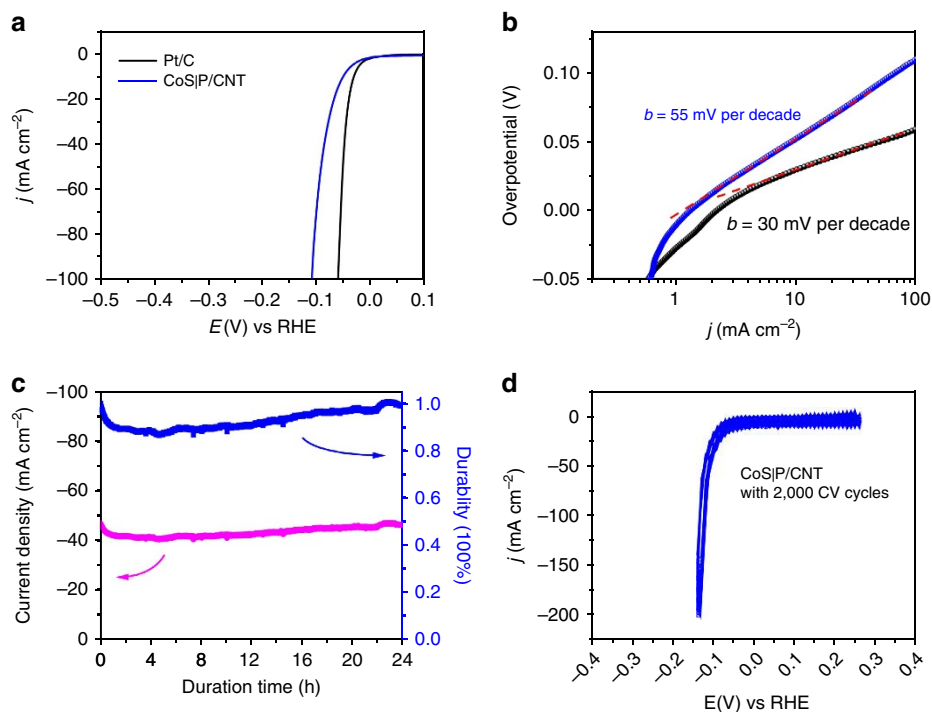 a
0
−20
−40
−60
−80
−100
j (mA cm−2)
Pt/C
CoS|P/CNT
−0.5 −0.4 −0.3 −0.2 −0.1 0.0 0.1
E(V) vs RHE
b
0.10
0.05
0.00
−0.05
Overpotential (V)
b = 55 mV per decade
b = 30 mV per decade
1 10 100
j (mA cm−2)
c
−100
−80
−60
−40
−20
0
Current density (mA cm−2)
1.0
0.8
0.6
0.4
0.2
0.0
Durability (100%)
0 4 8 12 16 20 24
Duration time (h)
d
0
−50
−100
−150
−200
j (mA cm−2)
CoS|P/CNT
with 2,000 CV cycles
−0.4 −0.3 −0.2 −0.1 0.0 0.1 0.2 0.3 0.4
E(V) vs RHE